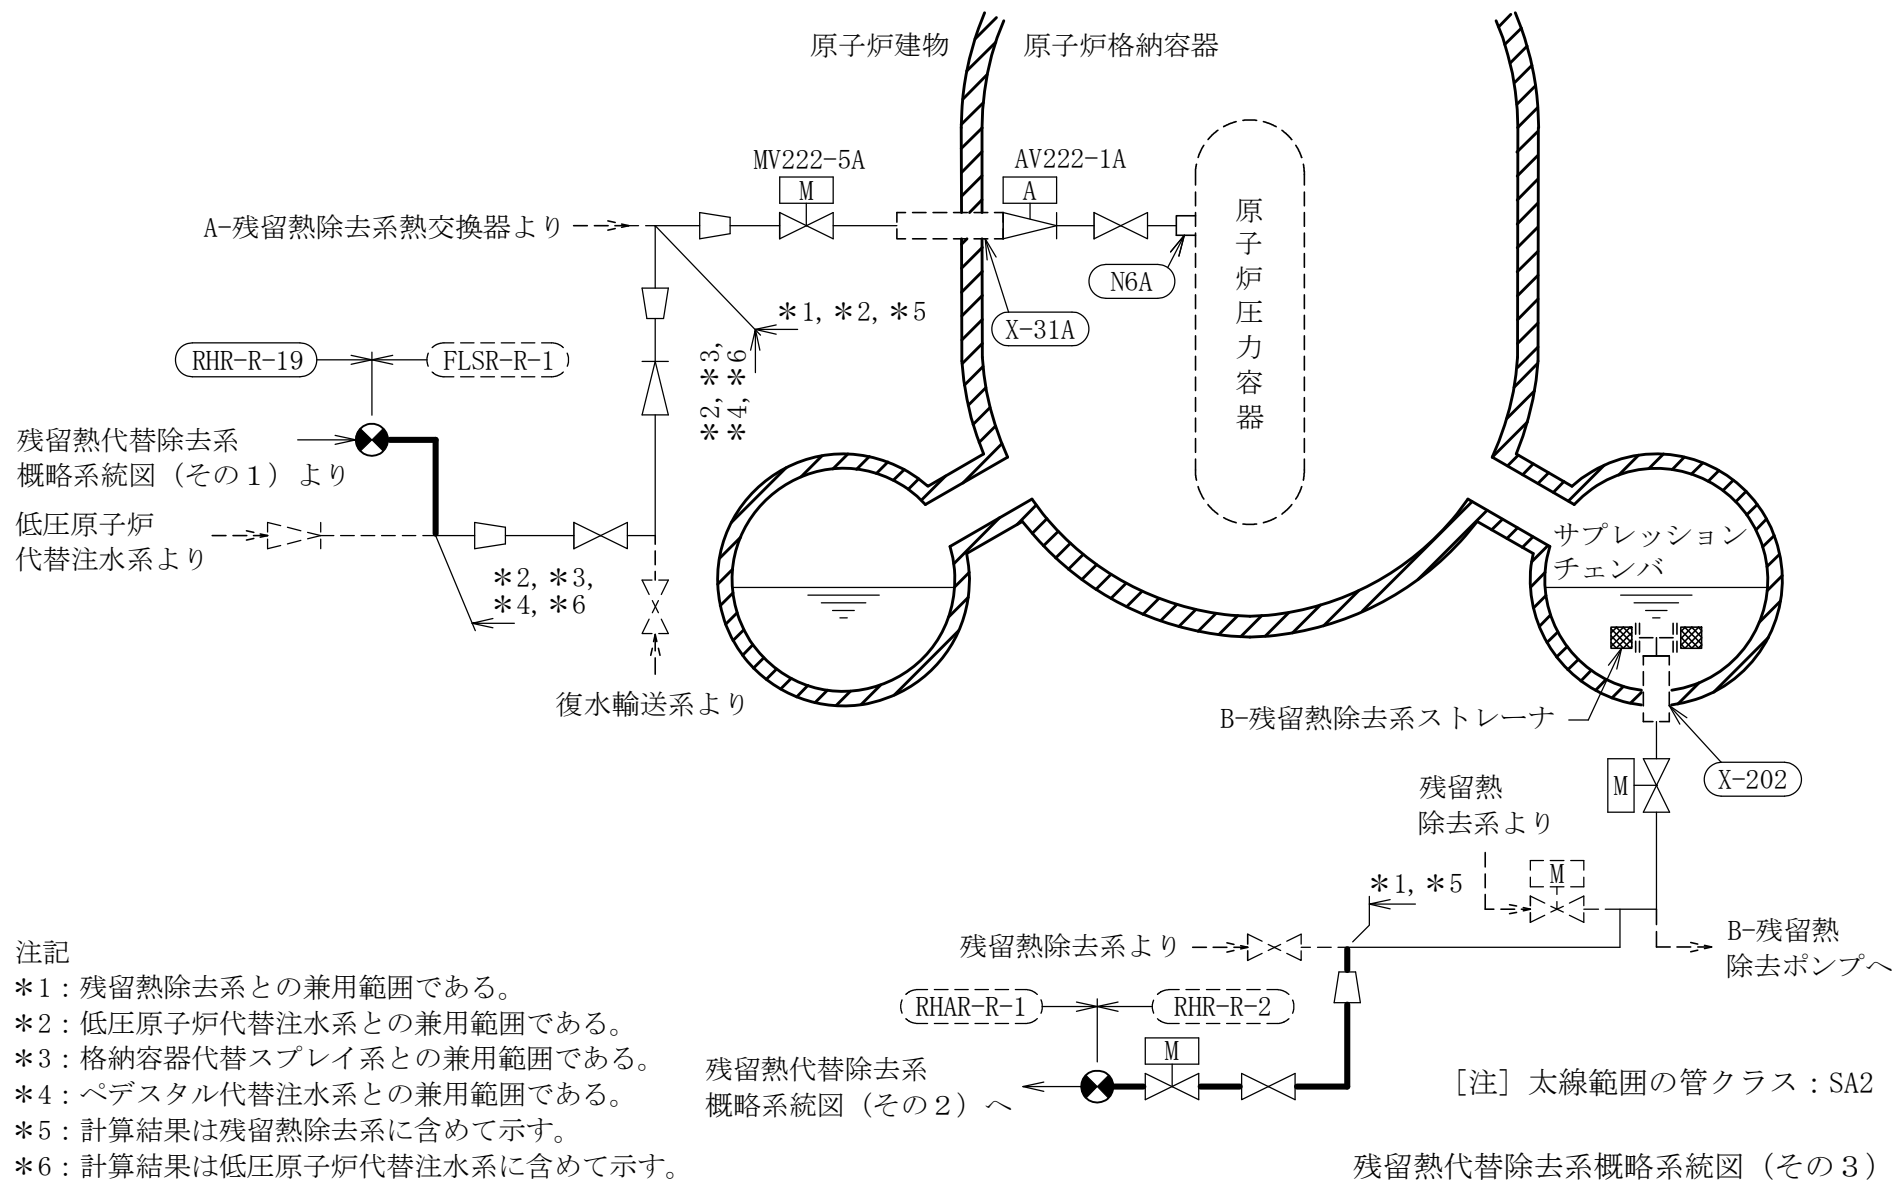 原子炉建物
原子炉格納容器
MV222-5A
M
AV222-1A
A
A-残留熱除去系熱交換器より
原子炉圧力容器
N6A
X-31A
*1, *2, *5
*2, *3,
*4, *6
RHR-R-19
FLSR-R-1
残留熱代替除去系
概略系統図（その１）より
低圧原子炉
代替注水系より
*2, *3,
*4, *6
復水輸送系より
サプレッション
チェンバ
B-残留熱除去系ストレーナ
X-202
M
残留熱
除去系より
M
*1, *5
残留熱除去系より
B-残留熱
除去ポンプへ
RHAR-R-1
RHR-R-2
M
残留熱代替除去系
概略系統図（その２）へ
注記
*1：残留熱除去系との兼用範囲である。
*2：低圧原子炉代替注水系との兼用範囲である。
*3：格納容器代替スプレイ系との兼用範囲である。
*4：ペデスタル代替注水系との兼用範囲である。
*5：計算結果は残留熱除去系に含めて示す。
*6：計算結果は低圧原子炉代替注水系に含めて示す。
［注］太線範囲の管クラス：SA2
残留熱代替除去系概略系統図（その３）